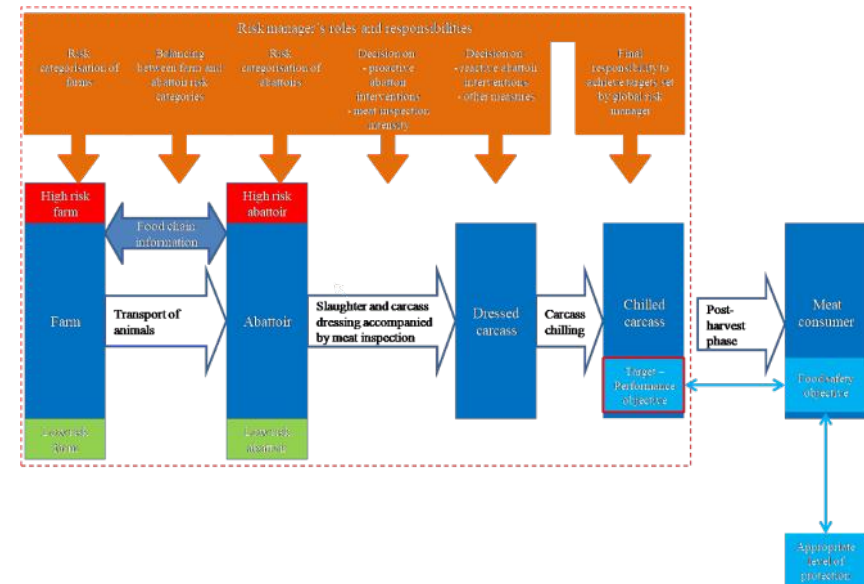 Risk manager's roles and responsibilities
Risk
categorisation of
farms
Balancing
between farm and
abattoir risk
categories
Risk
categorisation of
abattoirs
Decision on
- proactive
abattoir
interventions
- meat inspection
intensity
Decision on
- reactive abattoir
interventions
- other measures
Final
responsibility to
achieve targets set
by global risk
manager
High risk
farm
Food chain
information
High risk
abattoir
Farm
Transport of
animals
Abattoir
Slaughter and carcass
dressing accompanied
by meat inspection
Dressed
carcass
Carcass
chilling
Chilled
carcass
Post-
harvest
phase
Meat
consumer
Target –
Performance
objective
Food safety
objective
Low risk
farm
Low risk
abattoir
Appropriate
level of
protection